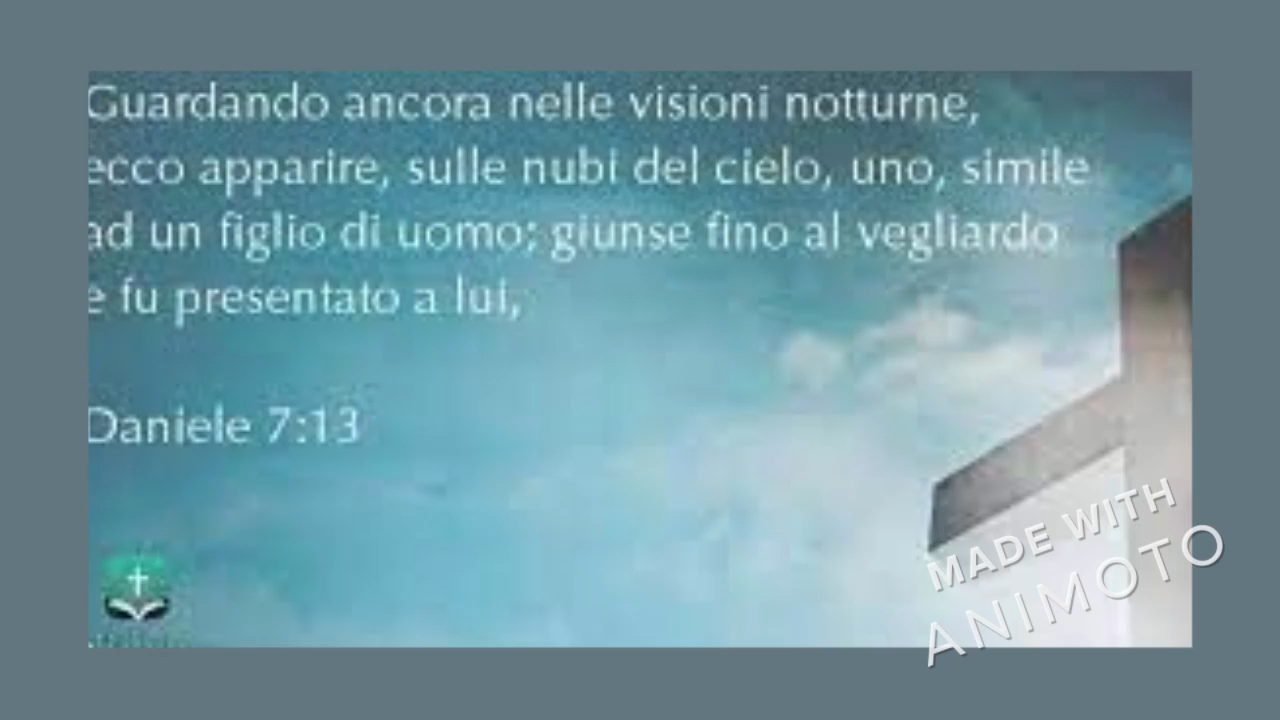 Guardando ancora nelle visioni notturne,
ecco apparire, sulle nubi del cielo, uno, simile
ad un figlio di uomo; giunse fino al vegliardo
e fu presentato a lui,
Daniele 7:13
MADE WITH
ANIMOTO